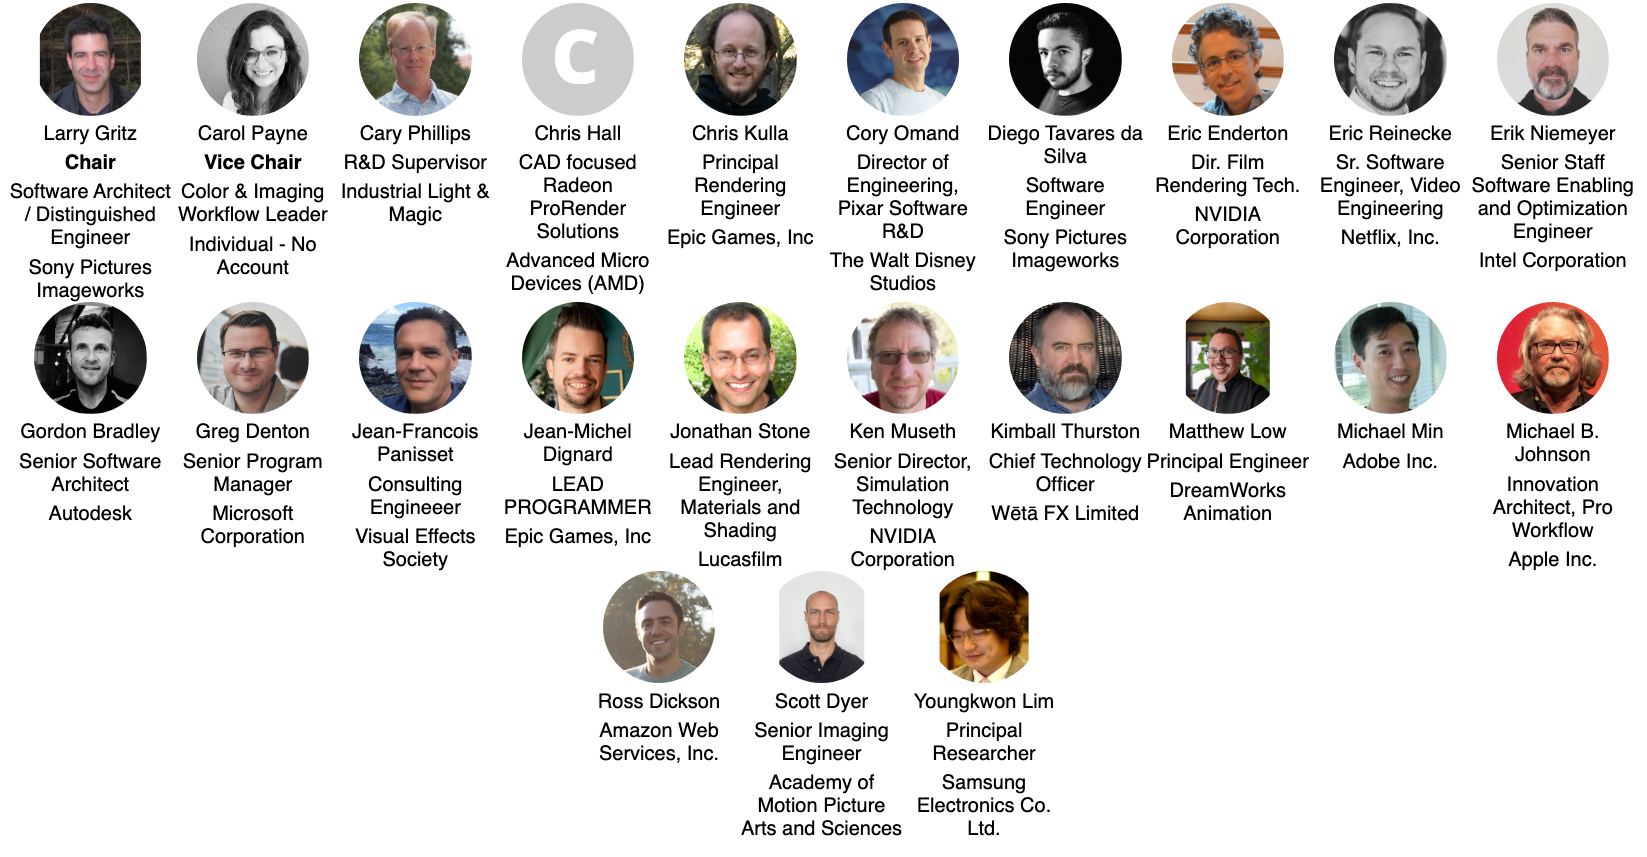 C
Larry Gritz
Chair
Software Architect
/ Distinguished
Engineer
Sony Pictures
Imageworks
Carol Payne
Vice Chair
Color & Imaging
Workflow Leader
Individual - No
Account
Cary Phillips
R&D Supervisor
Industrial Light &
Magic
Chris Hall
CAD focused
Radeon
ProRender
Solutions
Advanced Micro
Devices (AMD)
Chris Kulla
Principal
Rendering
Engineer
Epic Games, Inc
Cory Omand
Director of
Engineering,
Pixar Software
R&D
The Walt Disney
Studios
Diego Tavares da
Silva
Software
Engineer
Sony Pictures
Imageworks
Eric Enderton
Dir. Film
Rendering Tech.
NVIDIA
Corporation
Eric Reinecke
Sr. Software
Engineer, Video
Engineering
Netflix, Inc.
Erik Niemeyer
Senior Staff
Software Enabling
and Optimization
Engineer
Intel Corporation
Gordon Bradley
Senior Software
Architect
Autodesk
Greg Denton
Senior Program
Manager
Microsoft
Corporation
Jean-Francois
Panisset
Consulting
Engineeer
Visual Effects
Society
Jean-Michel
Dignard
LEAD
PROGRAMMER
Epic Games, Inc
Jonathan Stone
Lead Rendering
Engineer,
Materials and
Shading
Lucasfilm
Ken Museth
Senior Director,
Simulation
Technology
NVIDIA
Corporation
Kimball Thurston
Chief Technology
Officer
Wētā FX Limited
Matthew Low
Principal Engineer
DreamWorks
Animation
Michael Min
Adobe Inc.
Michael B.
Johnson
Innovation
Architect, Pro
Workflow
Apple Inc.
Ross Dickson
Amazon Web
Services, Inc.
Scott Dyer
Senior Imaging
Engineer
Academy of
Motion Picture
Arts and Sciences
Youngkwon Lim
Principal
Researcher
Samsung
Electronics Co.
Ltd.